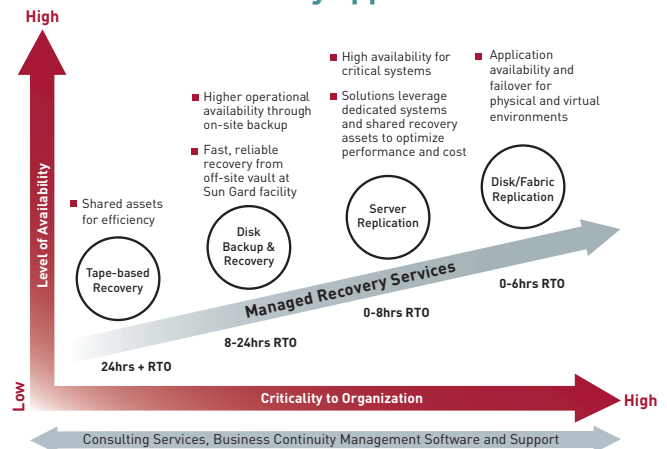 High
Level of Availability
Low
Shared assets
for efficiency
Tape-based
Recovery
24hrs + RTO
Higher operational
availability through
on-site backup
Fast, reliable
recovery from
off-site vault at
Sun Gard facility
Disk
Backup &
Recovery
8-24hrs RTO
High availability for
critical systems
Solutions leverage
dedicated systems
and shared recovery
assets to optimize
performance and cost
Server
Replication
0-8hrs RTO
Application
availability and
failover for
physical and virtual
environments
Disk/Fabric
Replication
0-6hrs RTO
Managed Recovery Services
Criticality to Organization
High
Consulting Services, Business Continuity Management Software and Support